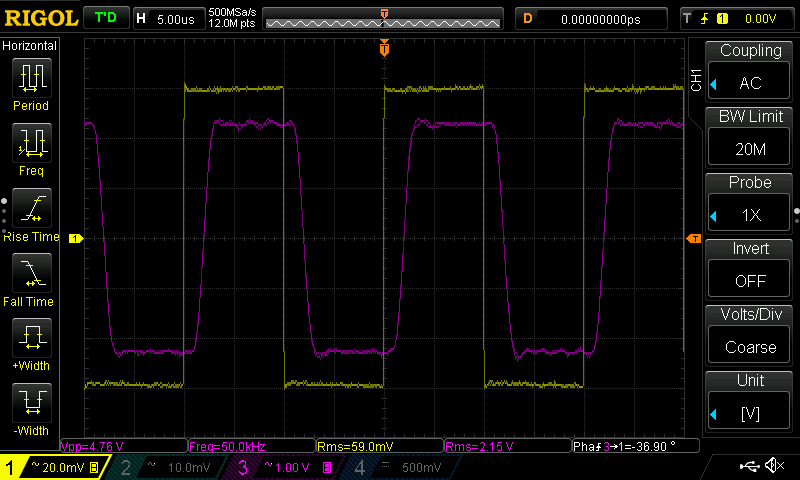 RIGOL T'D H 5.00us 500MSa/s 12.0M pts D 0.00000000ps T 1 0.00V
Horizontal
Period
Freq
Rise Time
Fall Time
+Width
-Width
T
1
T
CH1
Coupling
AC
BW Limit
20M
Probe
1X
Invert
OFF
Volts/Div
Coarse
Unit
[V]
Vpp=4.76 V Freq=50.0kHz Rms=59.0mV Rms=2.15 V Pha 3→1=-36.90 °
1 ~ 20.0mV B 2 ~ 10.0mV 3 ~ 1.00 V B 4 500mV